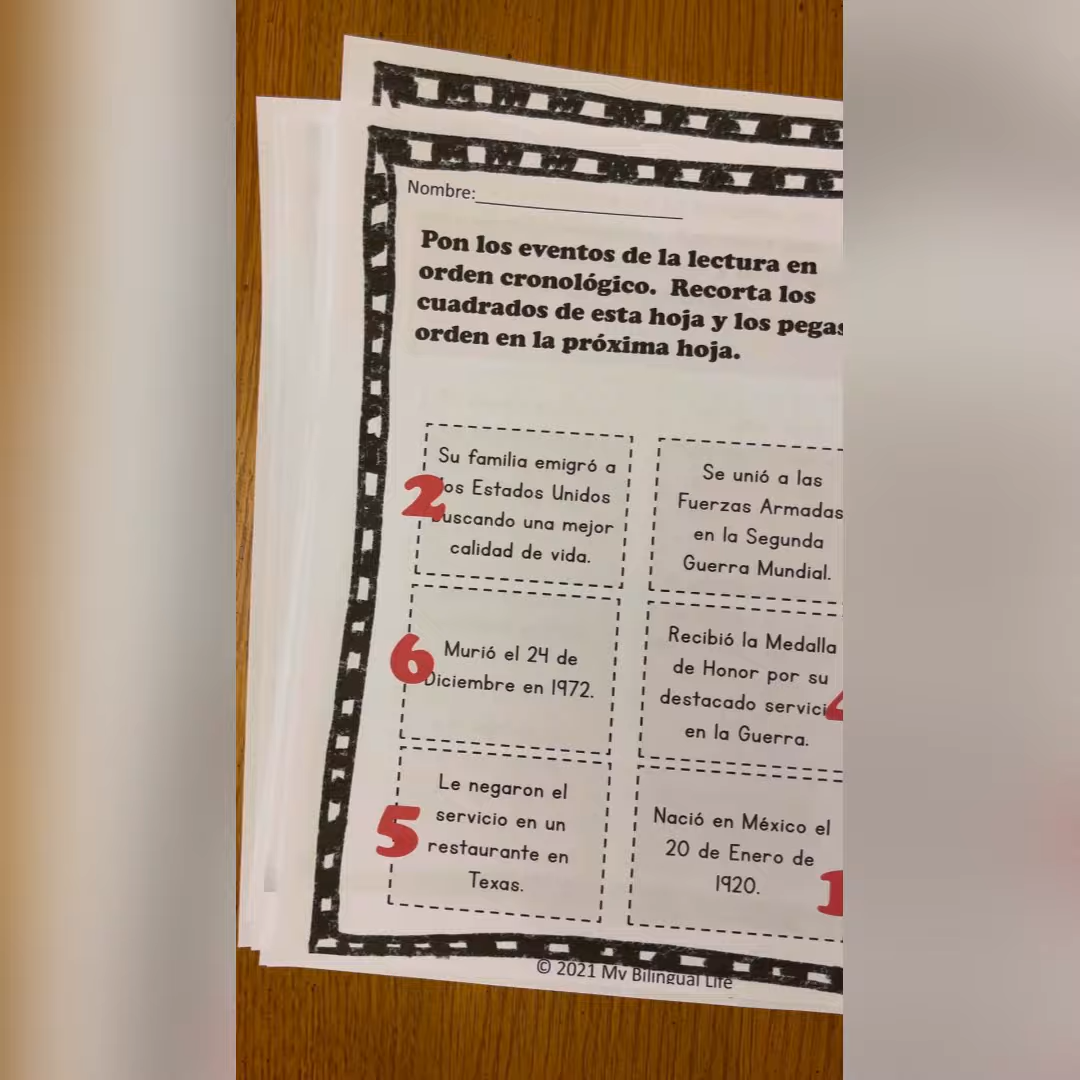 Nombre:
Pon los eventos de la lectura en
orden cronológico. Recorta los
cuadrados de esta hoja y los pegas
orden en la próxima hoja.
Su familia emigró a
los Estados Unidos
buscando una mejor
calidad de vida.
2
Se unió a las
Fuerzas Armadas
en la Segunda
Guerra Mundial.
Murió el 24 de
Diciembre en 1972.
6
Recibió la Medalla
de Honor por su
destacado servicio
en la Guerra.
4
Le negaron el
servicio en un
restaurante en
Texas.
5
Nació en México el
20 de Enero de
1920.
1
© 2021 My Bilingual Life